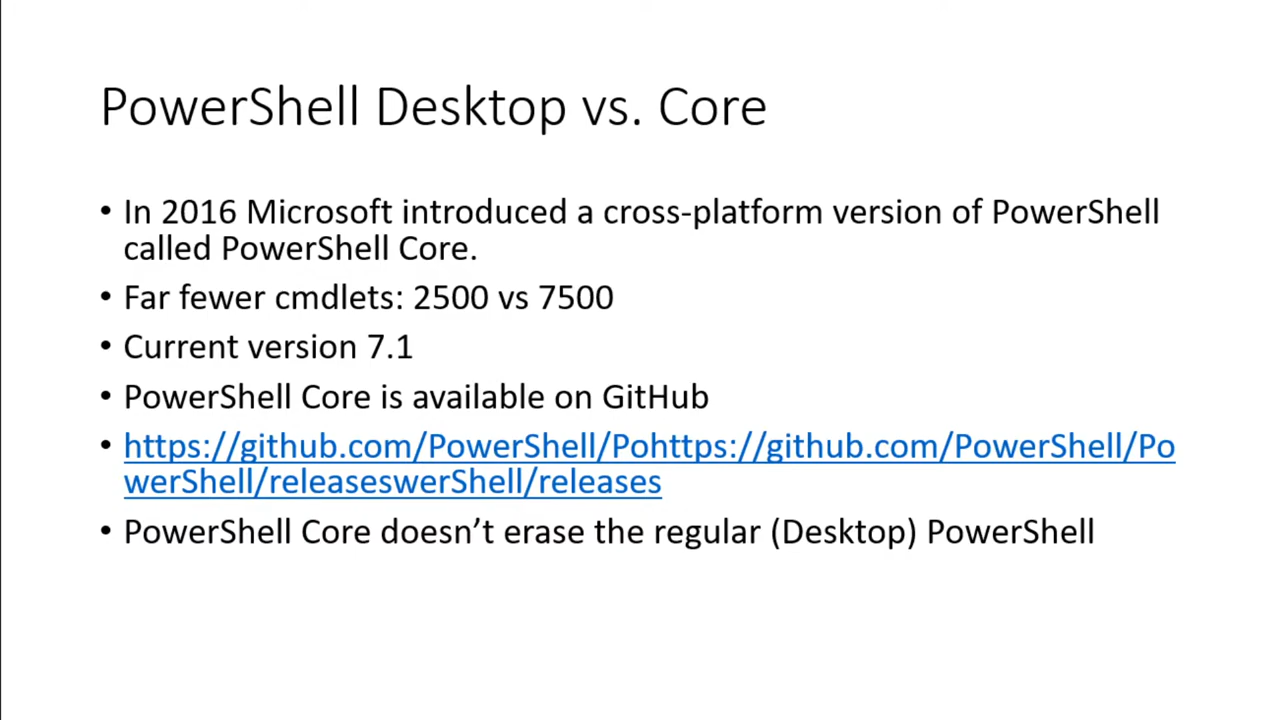 PowerShell Desktop vs. Core
• In 2016 Microsoft introduced a cross-platform version of PowerShell
called PowerShell Core.
• Far fewer cmdlets: 2500 vs 7500
• Current version 7.1
• PowerShell Core is available on GitHub
• https://github.com/PowerShell/Pohttps://github.com/PowerShell/Po
werShell/releaseswerShell/releases
• PowerShell Core doesn’t erase the regular (Desktop) PowerShell